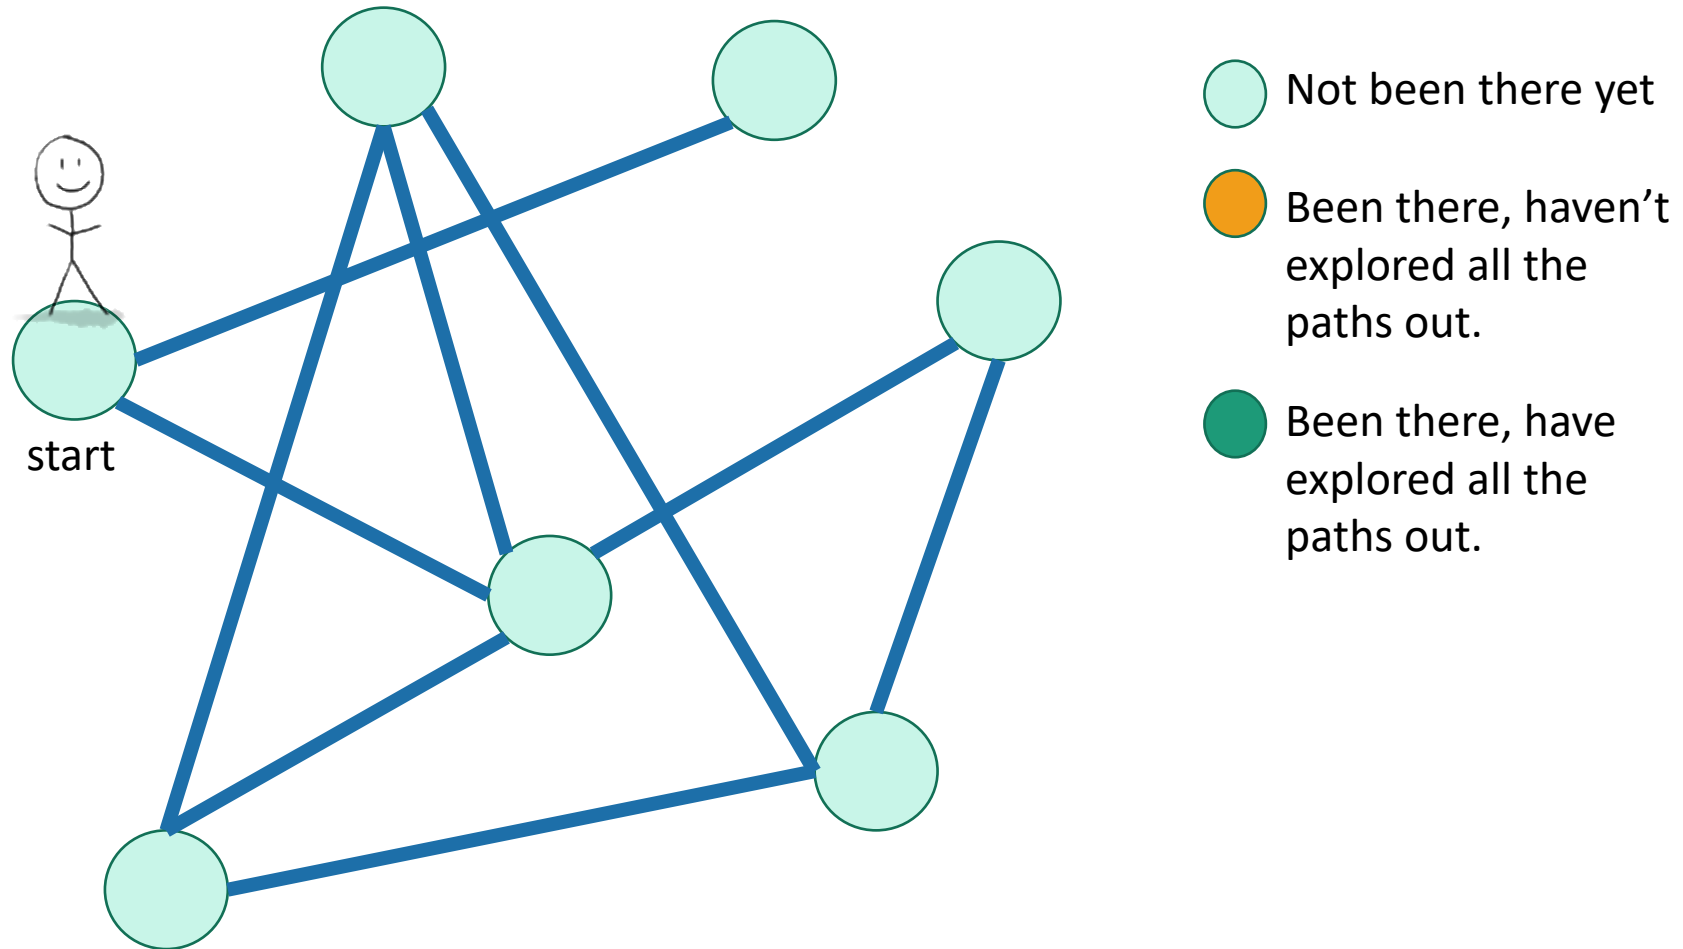 start
Not been there yet
Been there, haven’t
explored all the
paths out.
Been there, have
explored all the
paths out.